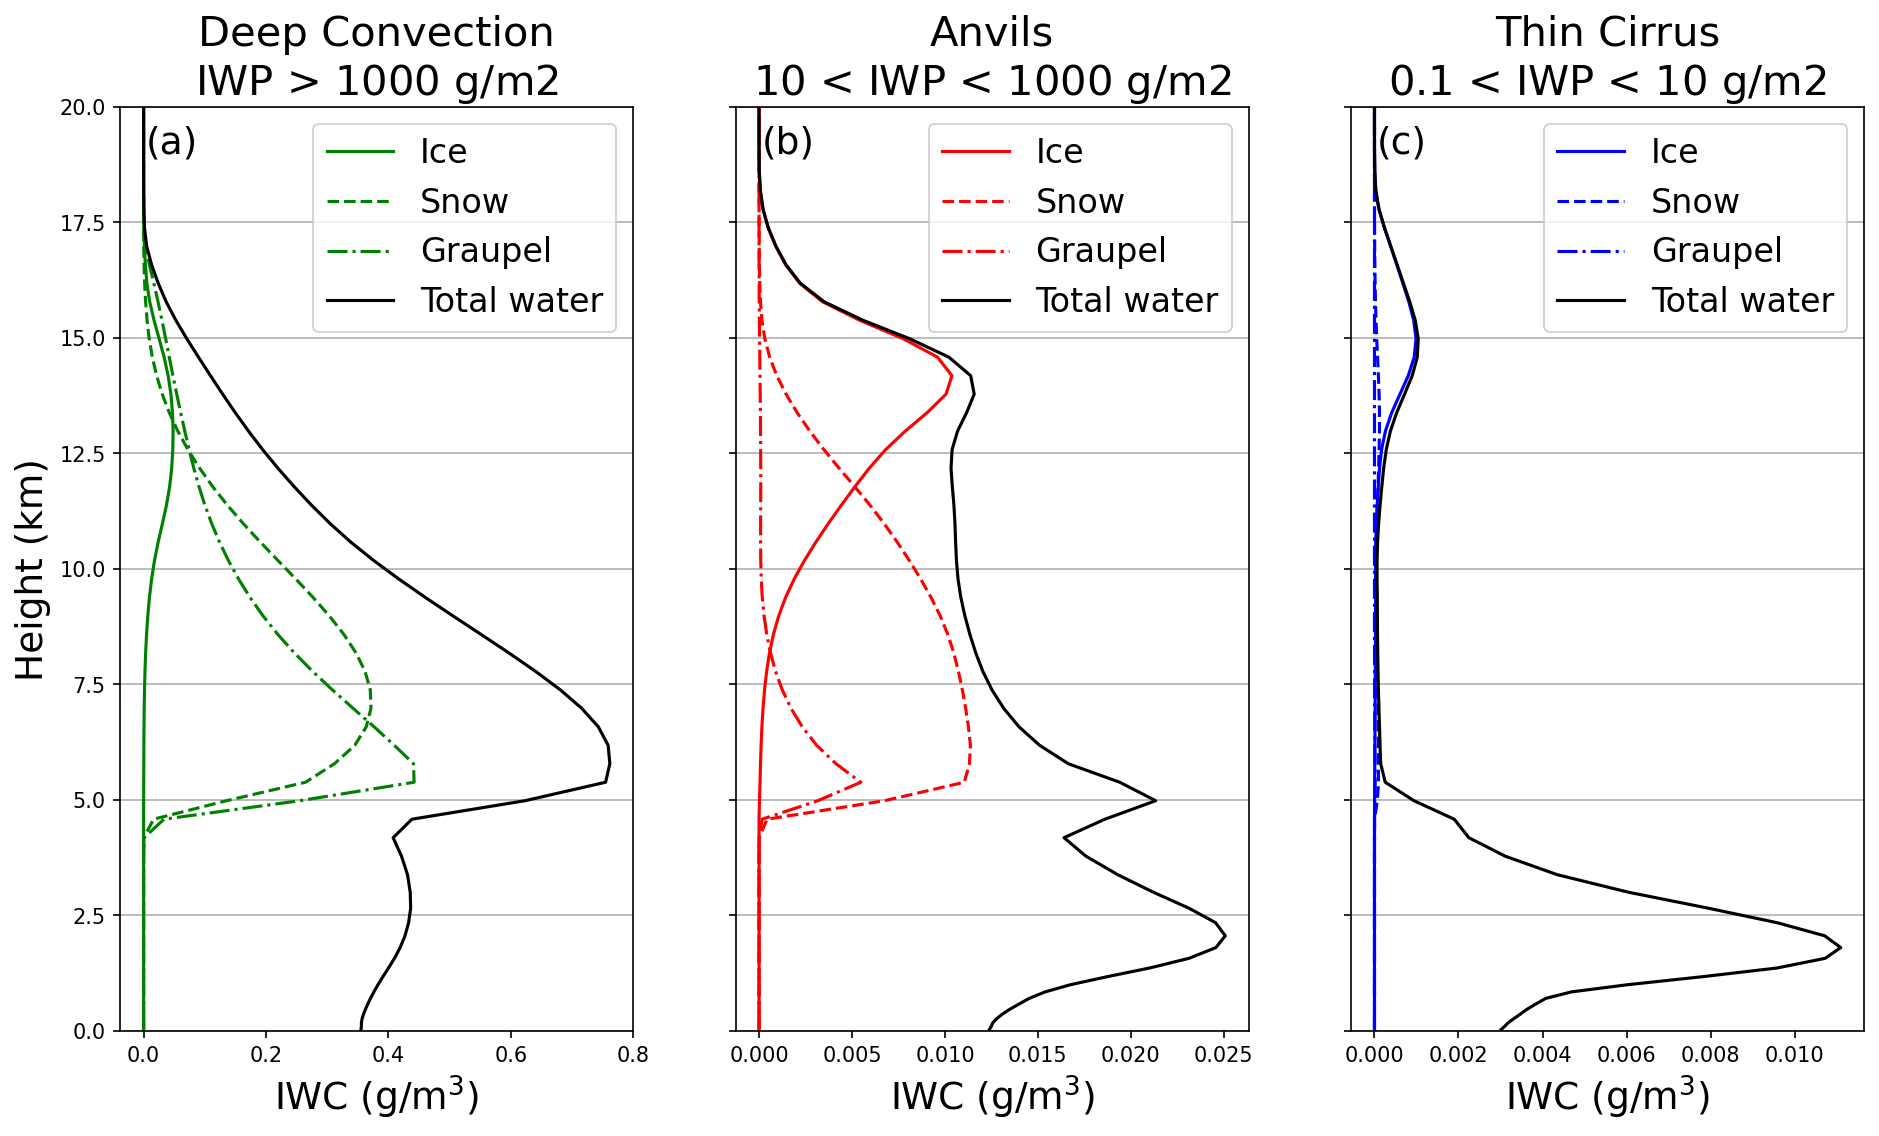 Deep Convection
IWP > 1000 g/m2
Anvils
10 < IWP < 1000 g/m2
Thin Cirrus
0.1 < IWP < 10 g/m2
Height (km)
20.0
17.5
15.0
12.5
10.0
7.5
5.0
2.5
0.0
(a)
Ice
Snow
Graupel
Total water
0.0 0.2 0.4 0.6 0.8
IWC (g/m³)
(b)
Ice
Snow
Graupel
Total water
0.000 0.005 0.010 0.015 0.020 0.025
IWC (g/m³)
(c)
Ice
Snow
Graupel
Total water
0.000 0.002 0.004 0.006 0.008 0.010
IWC (g/m³)